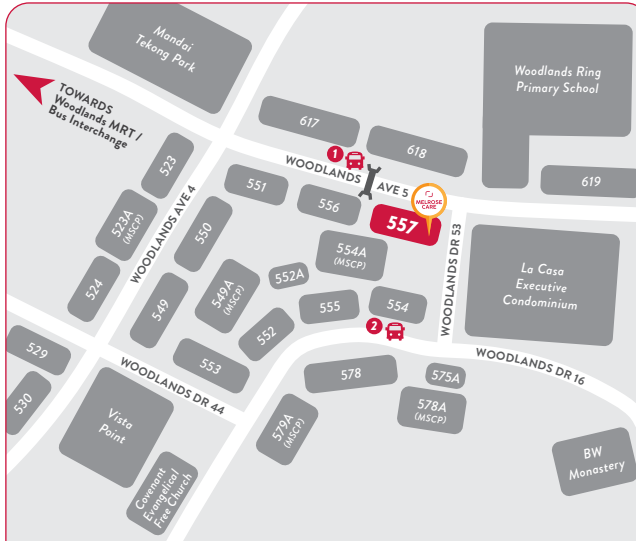 Mandai
Tekong Park
Woodlands Ring
Primary School
TOWARDS
Woodlands MRT /
Bus Interchange
617
1
618
WOODLANDS AVE 5
619
523
551
556
MELROSE
CARE
557
523A
(MSCP)
WOODLANDS AVE 4
550
554A
(MSCP)
WOODLANDS DR 53
La Casa
Executive
Condominium
524
549
549A
(MSCP)
552A
555
554
2
552
529
553
WOODLANDS DR 44
578
575A
WOODLANDS DR 16
530
578A
(MSCP)
Vista
Point
579A
(MSCP)
BW
Monastery
Covenant
Evangelical
Free Church